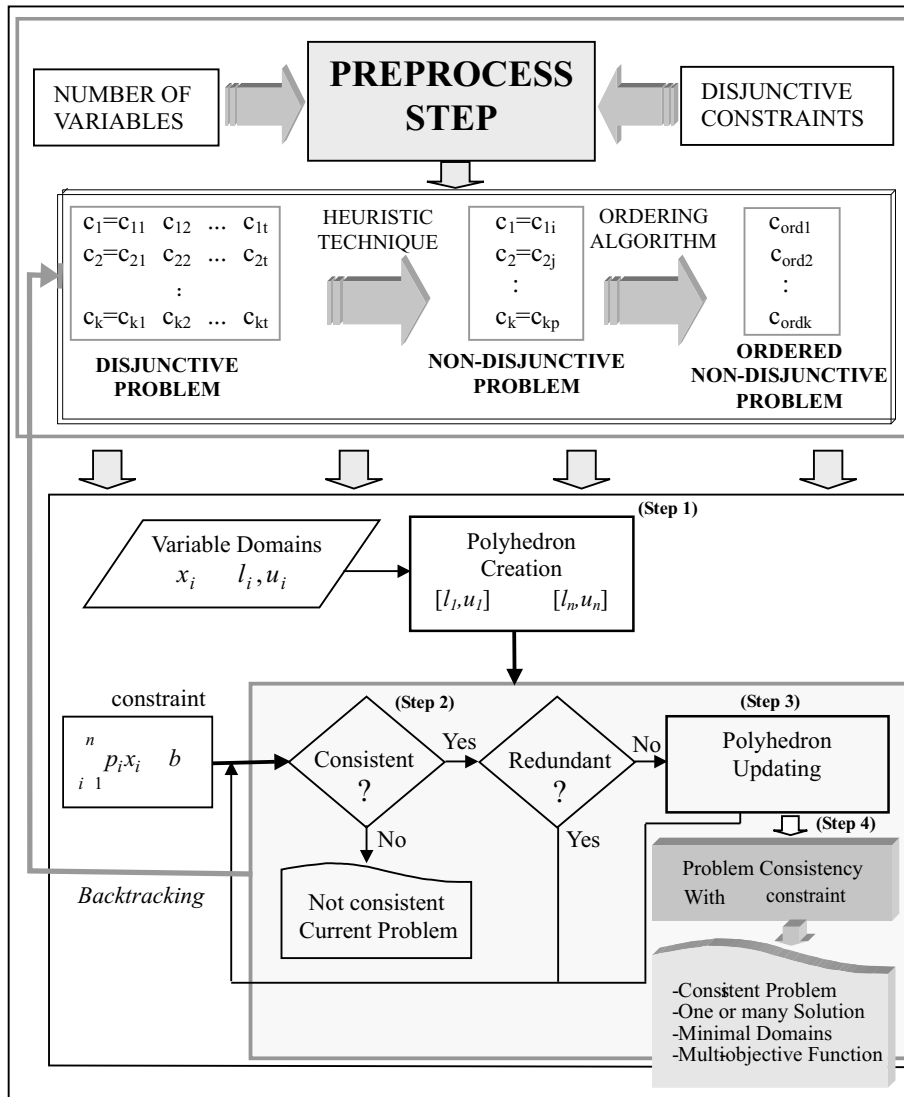 PREPROCESS
STEP
NUMBER OF
VARIABLES
DISJUNCTIVE
CONSTRAINTS
c1=c11 c12 ... c1t
c2=c21 c22 ... c2t
:
ck=ck1 ck2 ... ckt
DISJUNCTIVE
PROBLEM
HEURISTIC
TECHNIQUE
c1=c1i
c2=c2j
:
ck=ckp
NON-DISJUNCTIVE
PROBLEM
ORDERING
ALGORITHM
cord1
cord2
:
cordk
ORDERED
NON-DISJUNCTIVE
PROBLEM
Variable Domains
xi li,ui
(Step 1)
Polyhedron
Creation
[l1,u1] [ln,un]
constraint
n
pixi b
i 1
(Step 2)
Consistent
?
Yes
No
Redundant
?
No
Yes
(Step 3)
Polyhedron
Updating
(Step 4)
Not consistent
Current Problem
Backtracking
Problem Consistency
With constraint
-Consistent Problem
-One or many Solution
-Minimal Domains
-Multi-objective Function